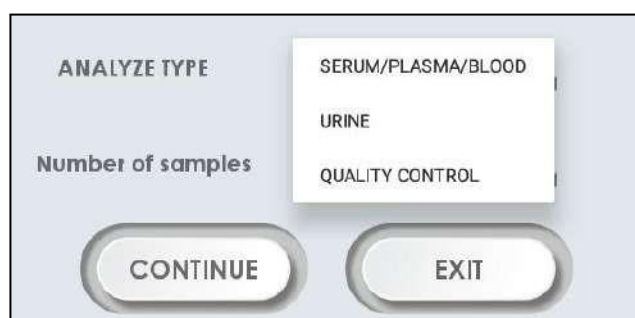 ANALYZE TYPE
SERUM/PLASMA/BLOOD
URINE
Number of samples
QUALITY CONTROL
CONTINUE
EXIT